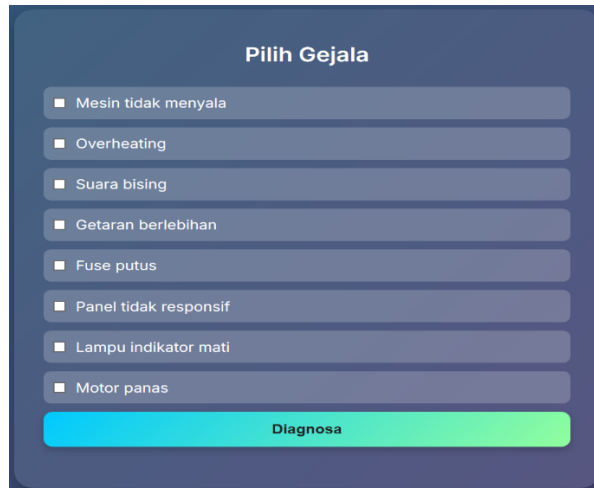 Pilih Gejala
Mesin tidak menyala
Overheating
Suara bising
Getaran berlebihan
Fuse putus
Panel tidak responsif
Lampu indikator mati
Motor panas
Diagnosa